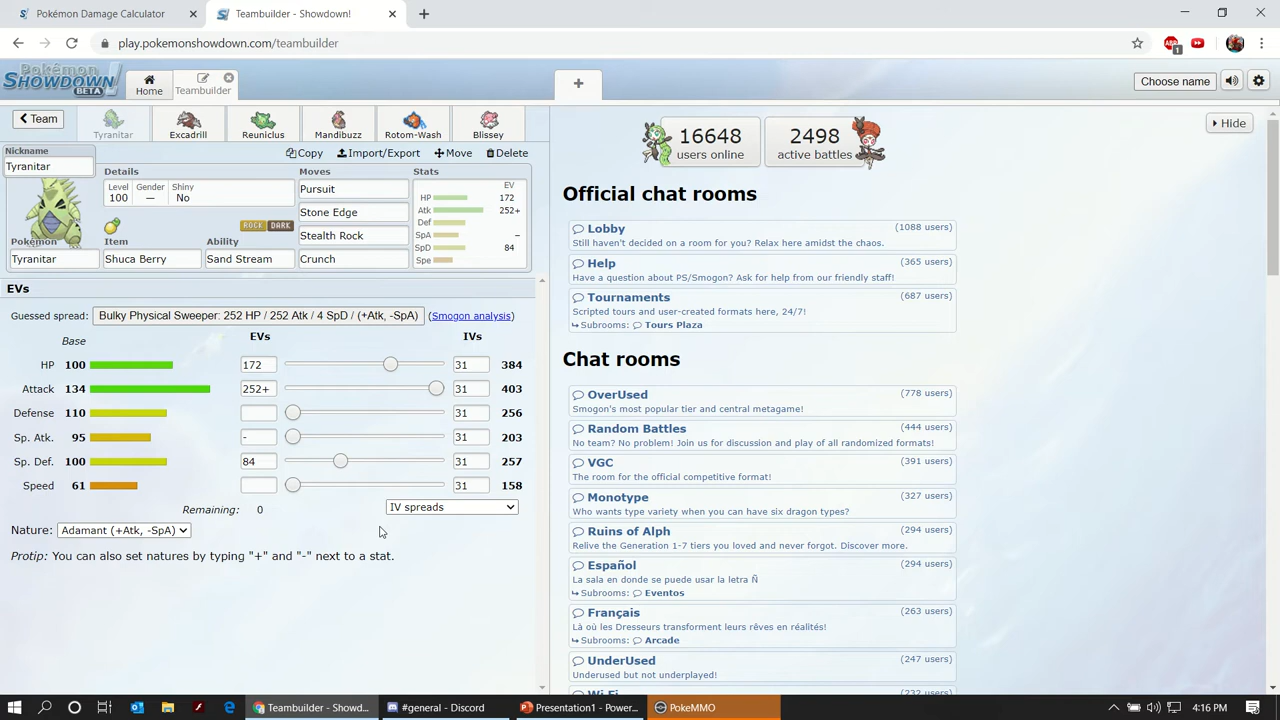 Pokémon Damage Calculator
Teambuilder - Showdown!
play.pokemonshowdown.com/teambuilder
ABP
1
Pokémon
SHOWDOWN
BETA
Home
Teambuilder
+
Choose name
Team
Tyranitar
Excadrill
Reuniclus
Mandibuzz
Rotom-Wash
Blissey
16648
users online
2498
active battles
Hide
Nickname
Tyranitar
Copy
Import/Export
Move
Delete
Details
Level
100
Gender
—
Shiny
No
Moves
Pursuit
Stone Edge
Stealth Rock
Crunch
Stats
EV
HP 172
Atk 252+
Def
SpA –
SpD 84
Spe
ROCK DARK
Pokémon
Tyranitar
Item
Shuca Berry
Ability
Sand Stream
EVs
Guessed spread: Bulky Physical Sweeper: 252 HP / 252 Atk / 4 SpD / (+Atk, -SpA) (Smogon analysis)
Base EVs IVs
HP 100 172 31 384
Attack 134 252+ 31 403
Defense 110 31 256
Sp. Atk. 95 - 31 203
Sp. Def. 100 84 31 257
Speed 61 31 158
Remaining: 0 IV spreads
Nature: Adamant (+Atk, -SpA)
Protip: You can also set natures by typing "+" and "-" next to a stat.
Official chat rooms
Lobby (1088 users)
Still haven't decided on a room for you? Relax here amidst the chaos.
Help (365 users)
Have a question about PS/Smogon? Ask for help from our friendly staff!
Tournaments (687 users)
Scripted tours and user-created formats here, 24/7!
Subrooms: Tours Plaza
Chat rooms
OverUsed (778 users)
Smogon's most popular tier and central metagame!
Random Battles (444 users)
No team? No problem! Join us for discussion and play of all randomized formats!
VGC (391 users)
The room for the official competitive format!
Monotype (327 users)
Who wants type variety when you can have six dragon types?
Ruins of Alph (294 users)
Relive the Generation 1-7 tiers you loved and never forgot. Discover more.
Español (294 users)
La sala en donde se puede usar la letra Ñ
Subrooms: Eventos
Français (263 users)
Là où les Dresseurs transforment leurs rêves en réalités!
Subrooms: Arcade
UnderUsed (247 users)
Underused but not underplayed!
Wi-Fi (232 users)
Teambuilder - Showd...
#general - Discord
Presentation1 - Power...
PokeMMO
4:16 PM